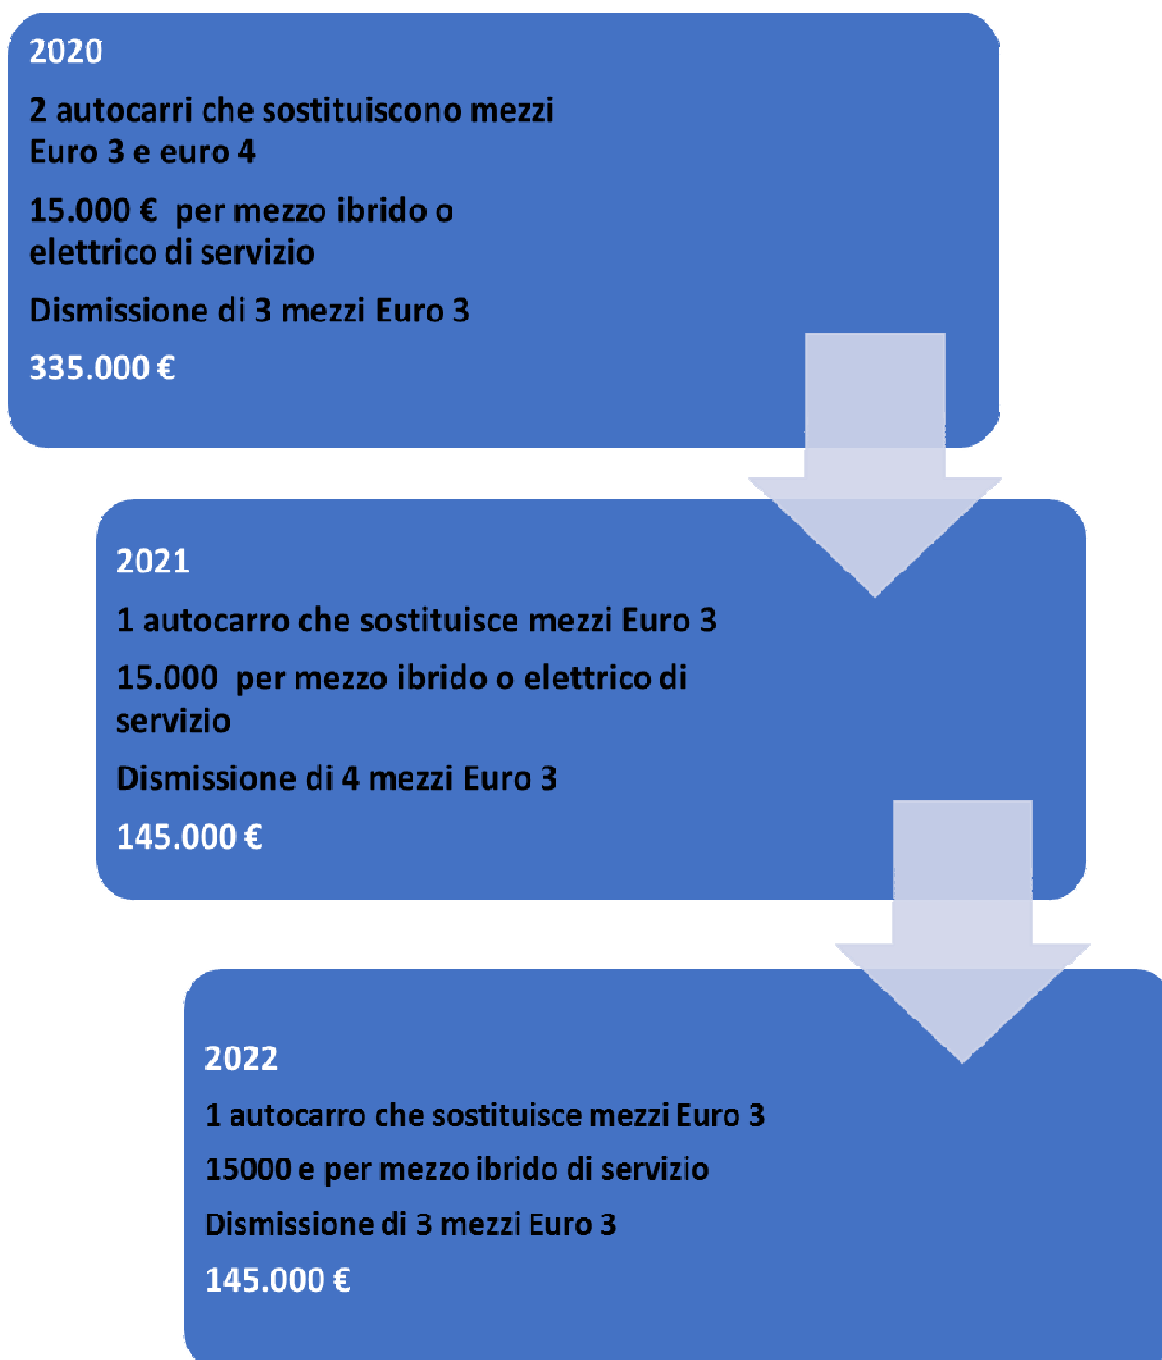 2020
2 autocarri che sostituiscono mezzi
Euro 3 e euro 4
15.000 € per mezzo ibrido o
elettrico di servizio
Dismissione di 3 mezzi Euro 3
335.000 €
2021
1 autocarro che sostituisce mezzi Euro 3
15.000 per mezzo ibrido o elettrico di
servizio
Dismissione di 4 mezzi Euro 3
145.000 €
2022
1 autocarro che sostituisce mezzi Euro 3
15000 e per mezzo ibrido di servizio
Dismissione di 3 mezzi Euro 3
145.000 €